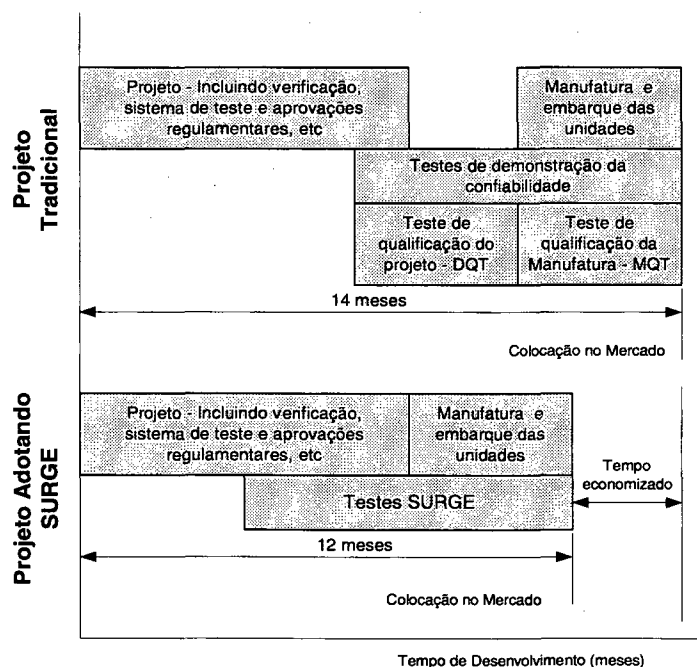 Projeto
Tradicional
Projeto - Incluindo verificação,
sistema de teste e aprovações
regulamentares, etc
Manufatura e
embarque das
unidades
Testes de demonstração da
confiabilidade
Teste de
qualificação do
projeto - DQT
Teste de
qualificação da
Manufatura - MQT
14 meses
Colocação no Mercado
Projeto Adotando
SURGE
Projeto - Incluindo verificação,
sistema de teste e aprovações
regulamentares, etc
Manufatura e
embarque das
unidades
Testes SURGE
Tempo
economizado
12 meses
Colocação no Mercado
Tempo de Desenvolvimento (meses)